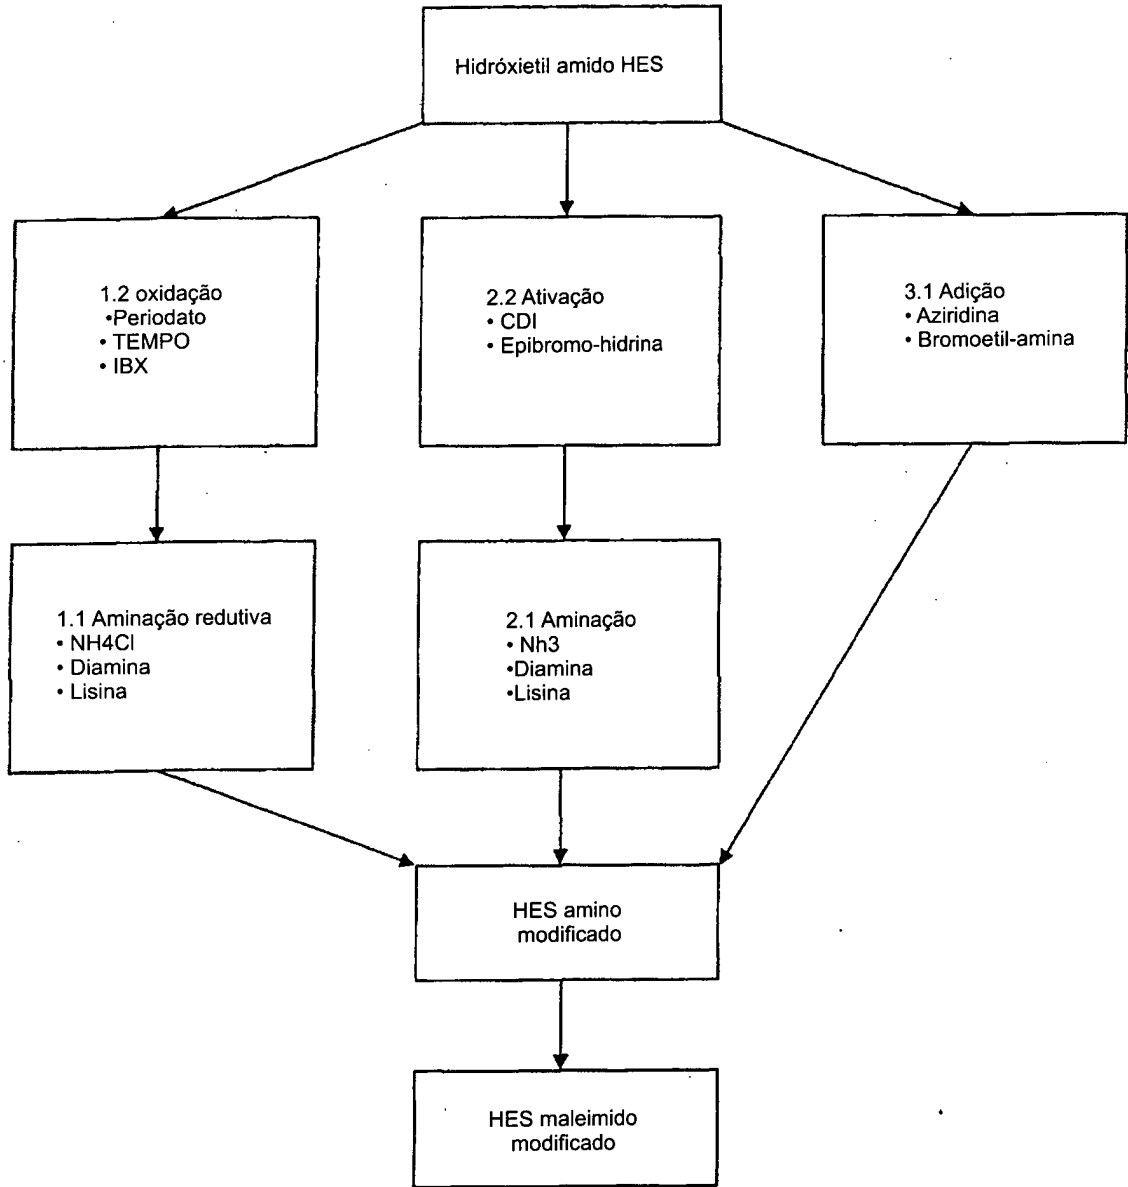 Hidróxietil amido HES
1.2 oxidação
•Periodato
• TEMPO
• IBX
2.2 Ativação
• CDI
• Epibromo-hidrina
3.1 Adição
• Aziridina
• Bromoetil-amina
1.1 Aminação redutiva
• NH4Cl
• Diamina
• Lisina
2.1 Aminação
• Nh3
•Diamina
•Lisina
HES amino
modificado
HES maleimido
modificado